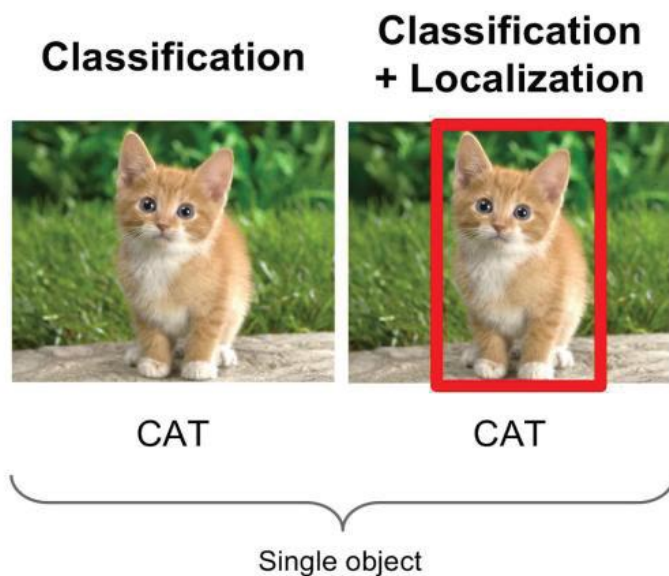 Classification
Classification
+ Localization
CAT
CAT
Single object